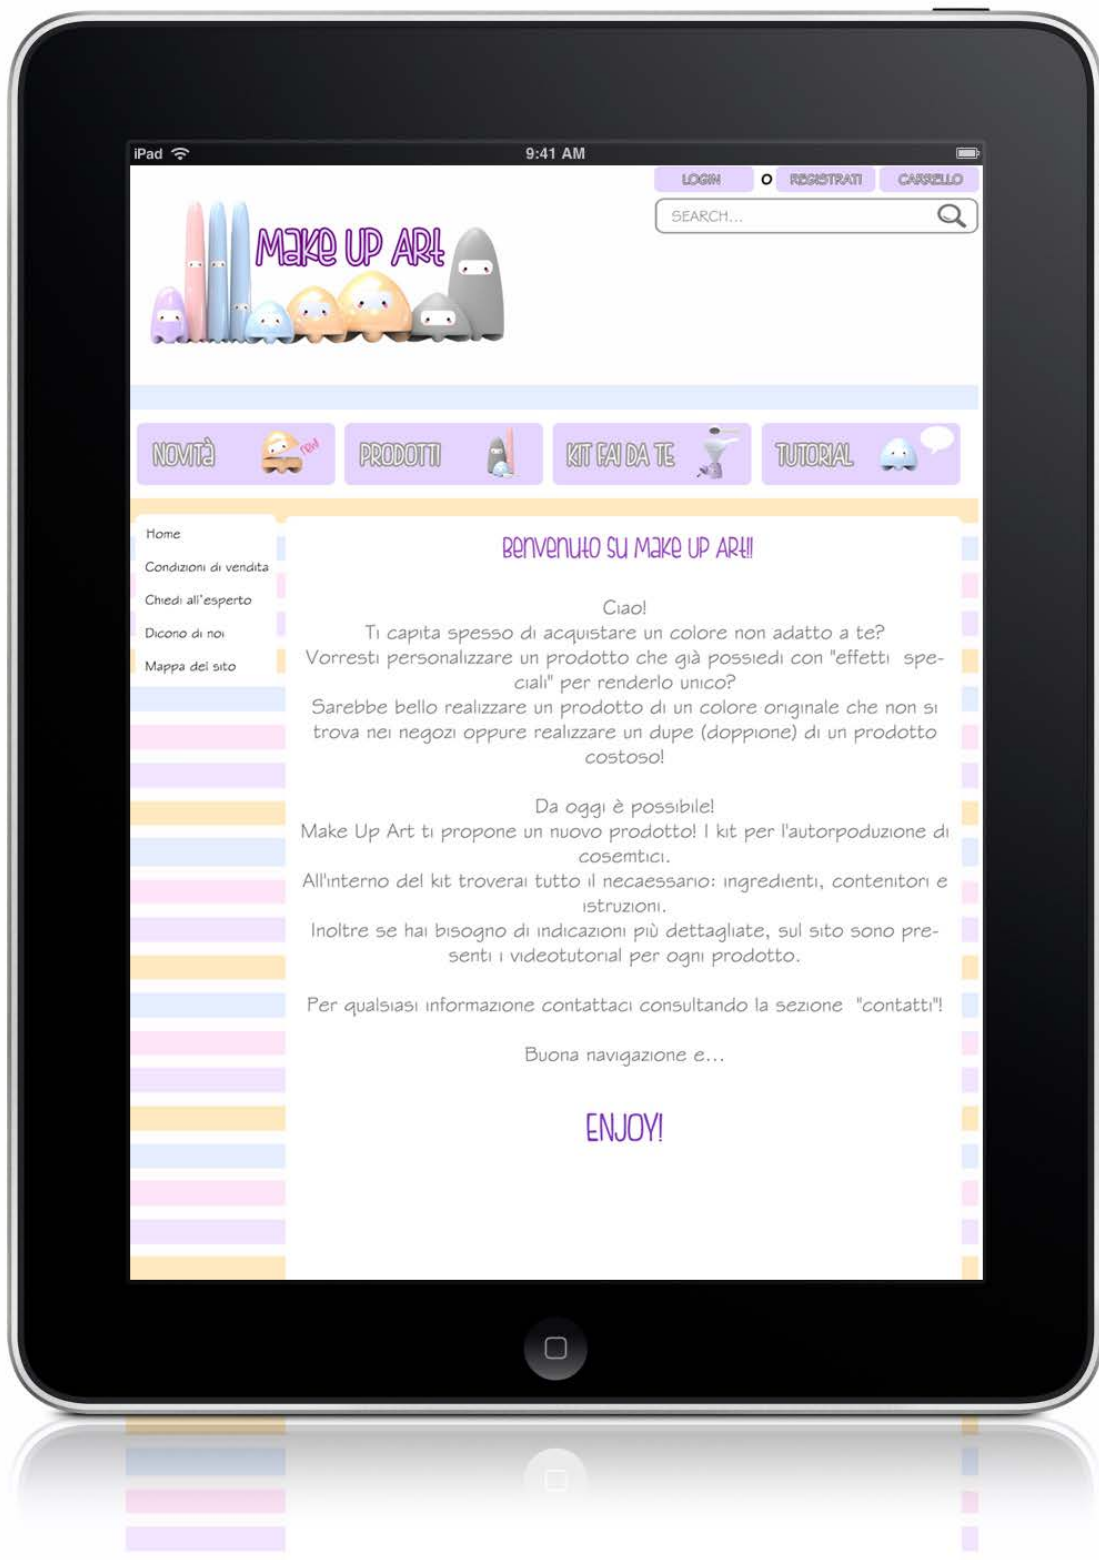 iPad
9:41 AM
LOGIN O REGISTRATI CARRELLO
SEARCH...
MaKe UP ARt
NOVITà new! PRODOTTI KIT FAI DA TE TUTORIAL
Home
Condizioni di vendita
Chiedi all'esperto
Dicono di noi
Mappa del sito
Benvenuto su Make UP ARt!!
Ciao!
Ti capita spesso di acquistare un colore non adatto a te?
Vorresti personalizzare un prodotto che già possiedi con "effetti spe-
ciali" per renderlo unico?
Sarebbe bello realizzare un prodotto di un colore originale che non si
trova nei negozi oppure realizzare un dupe (doppione) di un prodotto
costoso!
Da oggi è possibile!
Make Up Art ti propone un nuovo prodotto! I kit per l'autorpoduzione di
cosemtici.
All'interno del kit troverai tutto il necaessario: ingredienti, contenitori e
istruzioni.
Inoltre se hai bisogno di indicazioni più dettagliate, sul sito sono pre-
senti i videotutorial per ogni prodotto.
Per qualsiasi informazione contattaci consultando la sezione "contatti"!
Buona navigazione e...
ENJOY!